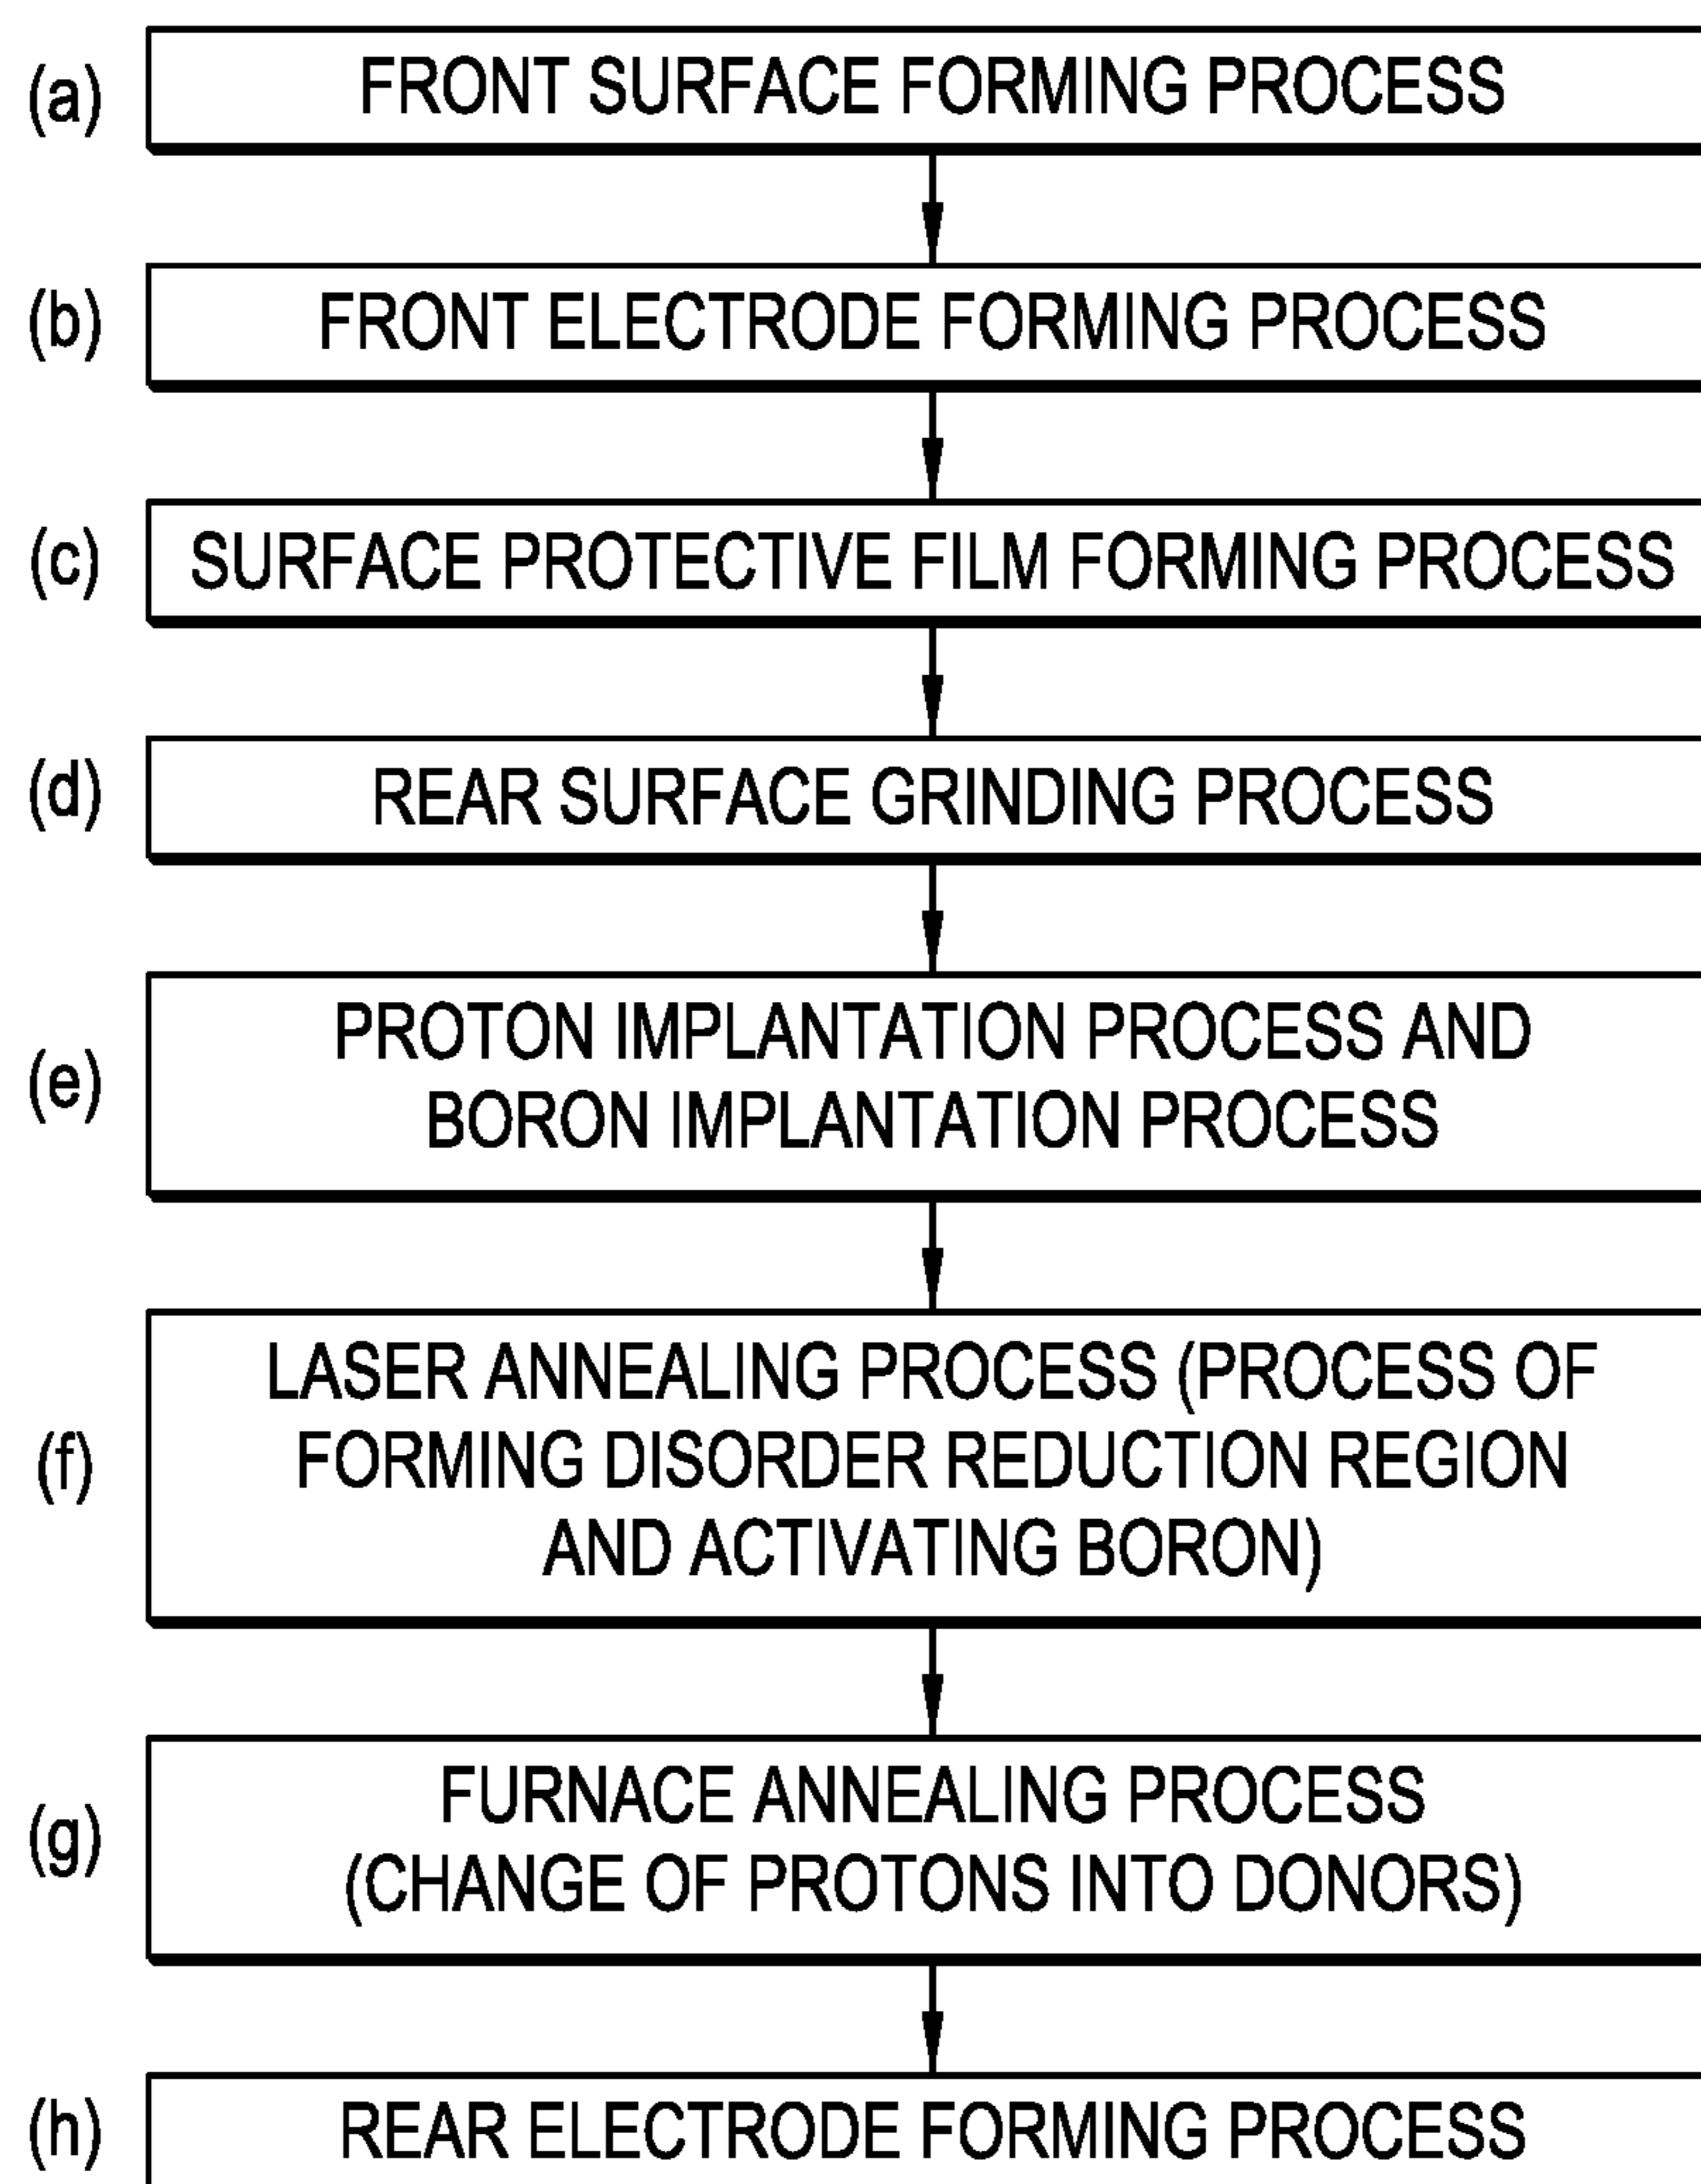 (a) FRONT SURFACE FORMING PROCESS
(b) FRONT ELECTRODE FORMING PROCESS
(c) SURFACE PROTECTIVE FILM FORMING PROCESS
(d) REAR SURFACE GRINDING PROCESS
(e) PROTON IMPLANTATION PROCESS AND
BORON IMPLANTATION PROCESS
(f) LASER ANNEALING PROCESS (PROCESS OF
FORMING DISORDER REDUCTION REGION
AND ACTIVATING BORON)
(g) FURNACE ANNEALING PROCESS
(CHANGE OF PROTONS INTO DONORS)
(h) REAR ELECTRODE FORMING PROCESS